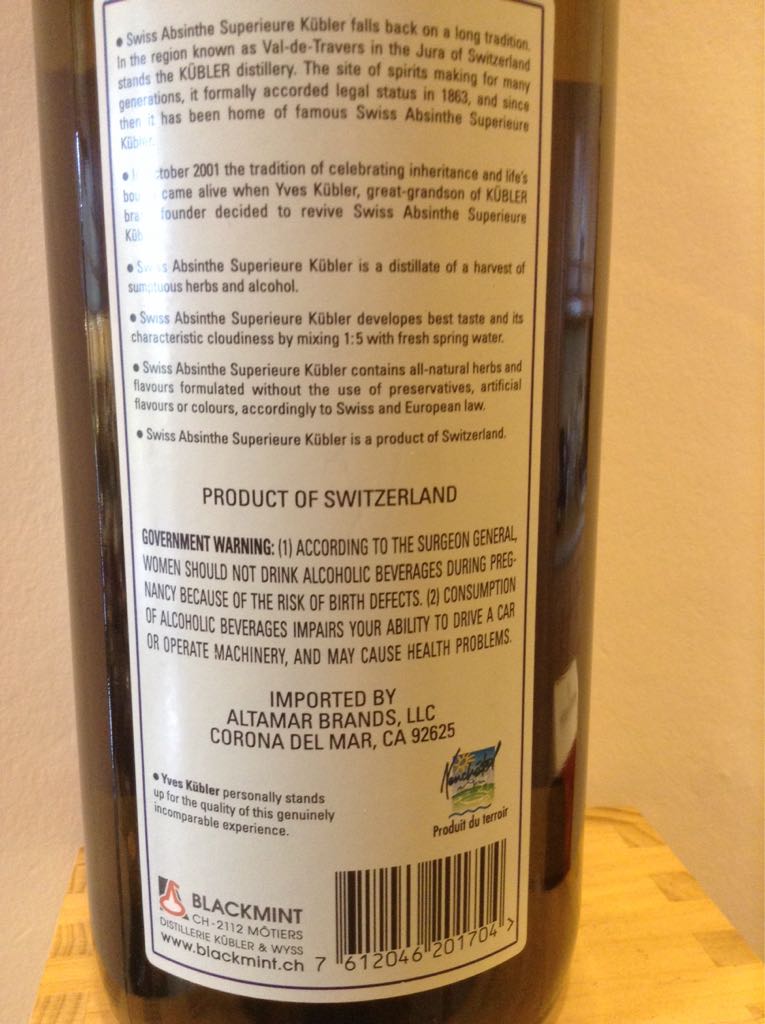 • Swiss Absinthe Superieure Kübler falls back on a long tradition.
In the region known as Val-de-Travers in the Jura of Switzerland
stands the KÜBLER distillery. The site of spirits making for many
generations, it formally accorded legal status in 1863, and since
then it has been home of famous Swiss Absinthe Superieure
Kübler.
• 2001 the tradition of celebrating inheritance and life's
came alive when Yves Kübler, great-grandson of KÜBLER
founder decided to revive Swiss Absinthe Superieure
• Swiss Absinthe Superieure Kübler is a distillate of a harvest of
sumptuous herbs and alcohol.
• Swiss Absinthe Superieure Kübler developes best taste and its
characteristic cloudiness by mixing 1:5 with fresh spring water.
• Swiss Absinthe Superieure Kübler contains all-natural herbs and
flavours formulated without the use of preservatives, artificial
flavours or colours, accordingly to Swiss and European law.
• Swiss Absinthe Superieure Kübler is a product of Switzerland.
PRODUCT OF SWITZERLAND
GOVERNMENT WARNING: (1) ACCORDING TO THE SURGEON GENERAL,
WOMEN SHOULD NOT DRINK ALCOHOLIC BEVERAGES DURING PREG-
NANCY BECAUSE OF THE RISK OF BIRTH DEFECTS. (2) CONSUMPTION
OF ALCOHOLIC BEVERAGES IMPAIRS YOUR ABILITY TO DRIVE A CAR
OR OPERATE MACHINERY, AND MAY CAUSE HEALTH PROBLEMS.
IMPORTED BY
ALTAMAR BRANDS, LLC
CORONA DEL MAR, CA 92625
• Yves Kübler personally stands
up for the quality of this genuinely
incomparable experience.
Neuchâtel
Produit du terroir
BLACKMINT
CH-2112 MÔTIERS
DISTILLERIE KÜBLER & WYSS
www.blackmint.ch
7 612046 201704 >